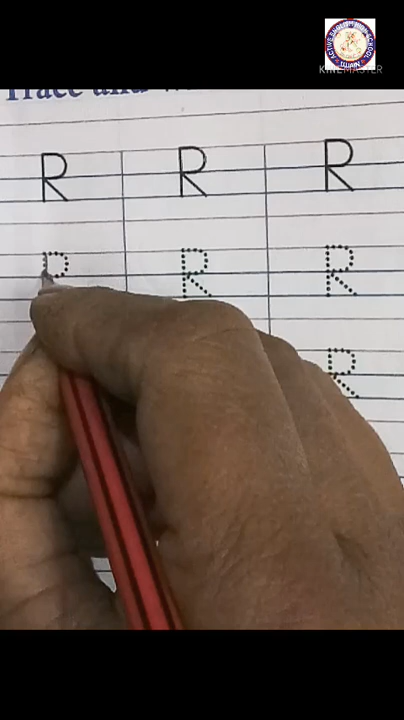 KINEMASTER
Trace and
R R R
R R R
R